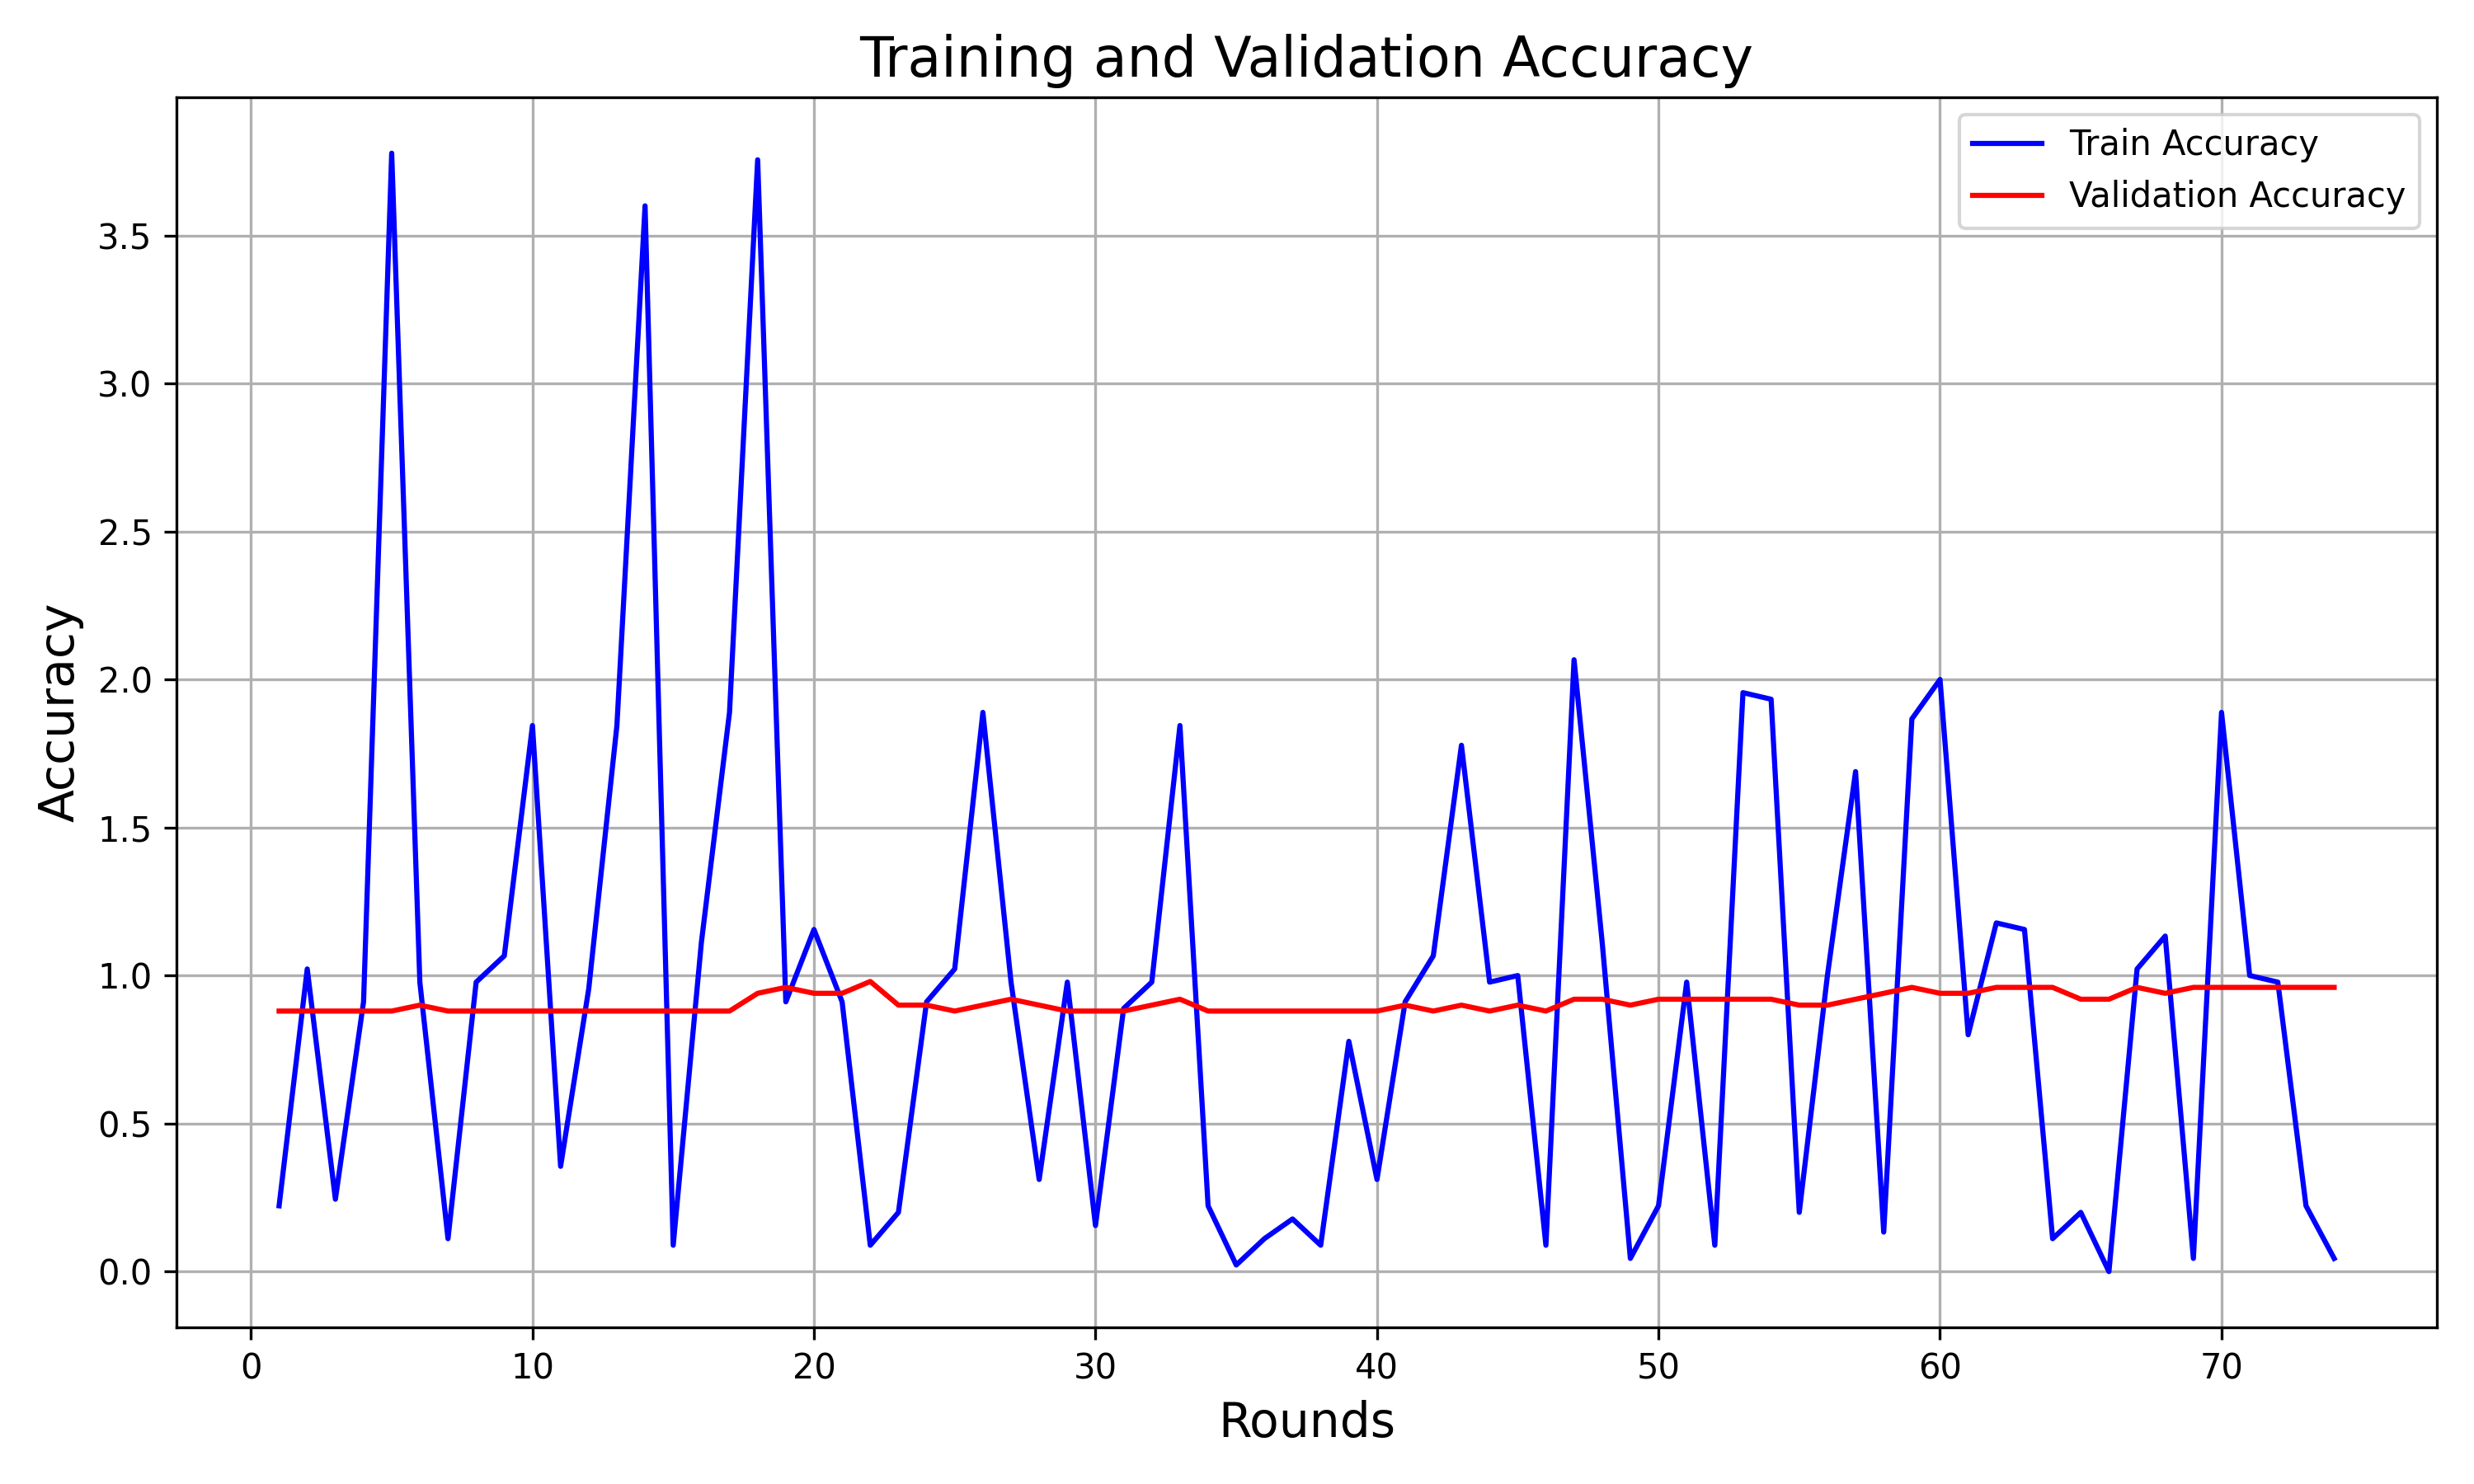 Training and Validation Accuracy
Train Accuracy
Validation Accuracy
Accuracy
3.5
3.0
2.5
2.0
1.5
1.0
0.5
0.0
0 10 20 30 40 50 60 70
Rounds